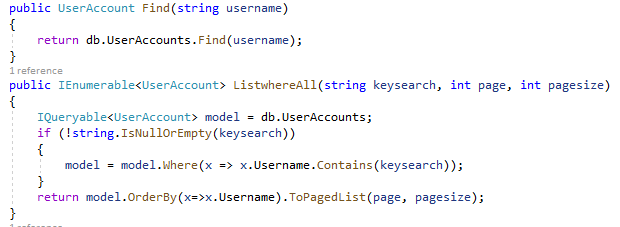 public UserAccount Find(string username)
{
return db.UserAccounts.Find(username);
}
1 reference
public IEnumerable<UserAccount> ListwhereAll(string keysearch, int page, int pagesize)
{
IQueryable<UserAccount> model = db.UserAccounts;
if (!string.IsNullOrEmpty(keysearch))
{
model = model.Where(x => x.Username.Contains(keysearch));
}
return model.OrderBy(x=>x.Username).ToPagedList(page, pagesize);
}
1 reference